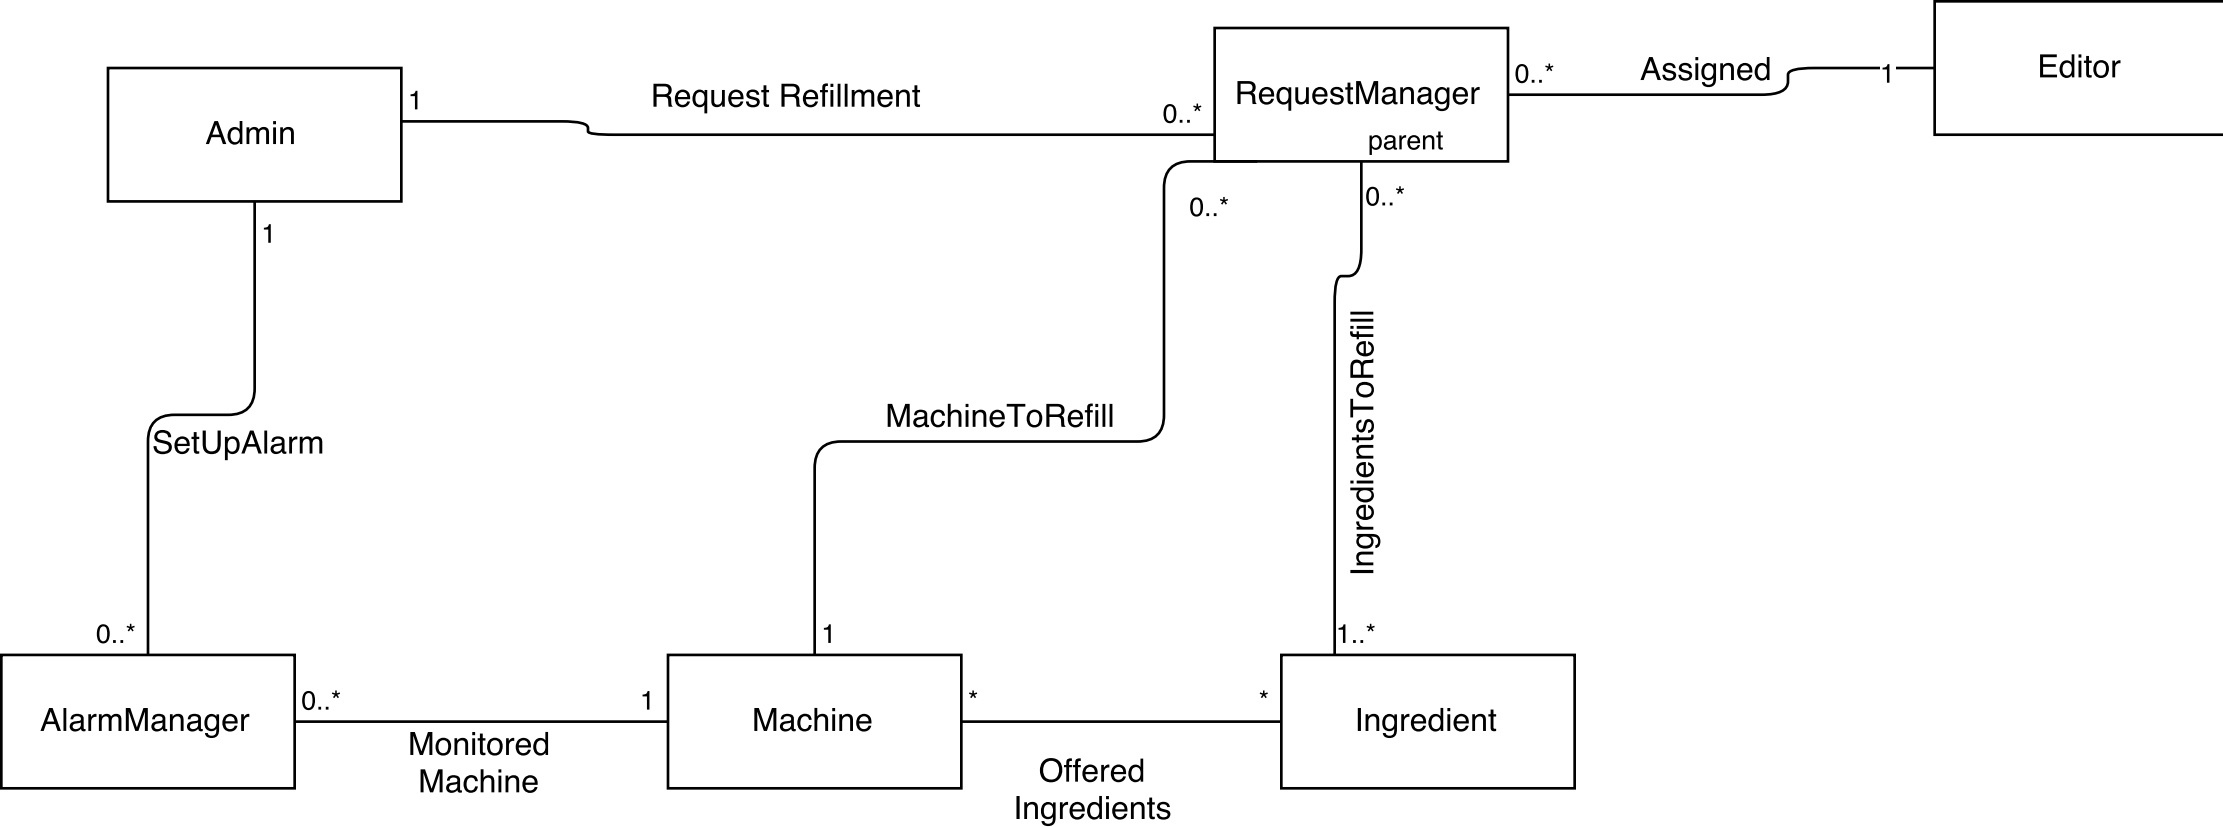 Editor
Assigned
0..*
1
RequestManager
parent
Request Refillment
1
0..*
Admin
0..*
0..*
1
IngredientsToRefill
MachineToRefill
SetUpAlarm
0..*
1
1..*
0..*
1
*
*
AlarmManager
Machine
Ingredient
Monitored
Machine
Offered
Ingredients